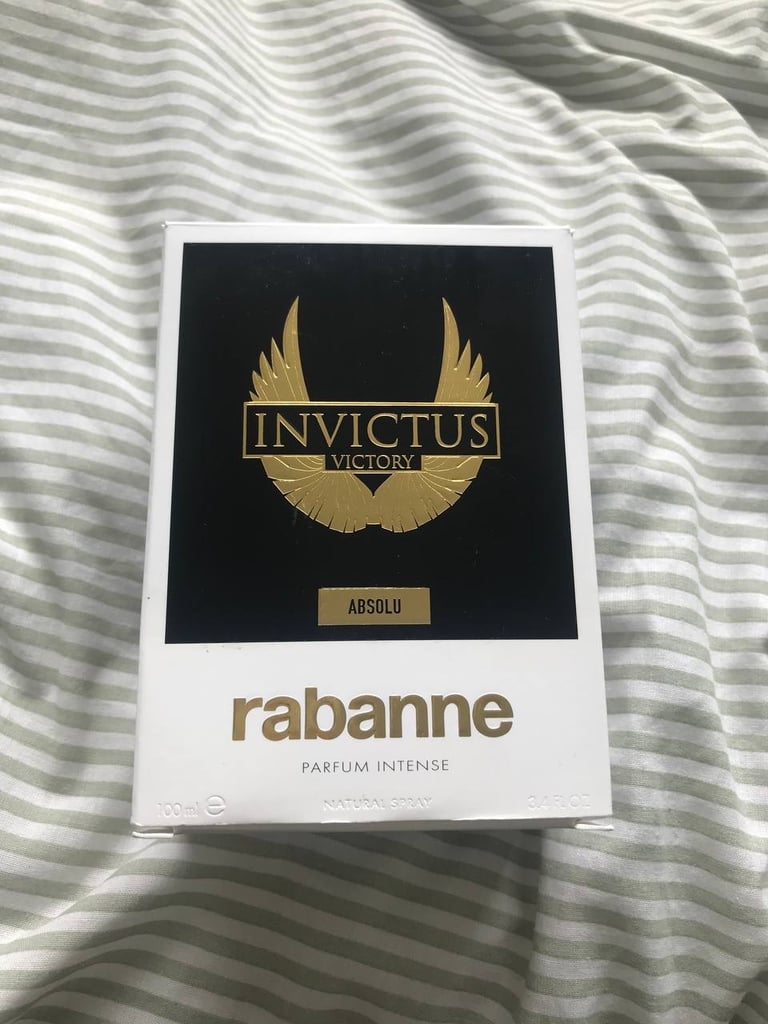 INVICTUS
VICTORY
ABSOLU
rabanne
PARFUM INTENSE
100 ml ℮ NATURAL SPRAY 3.4 FL OZ